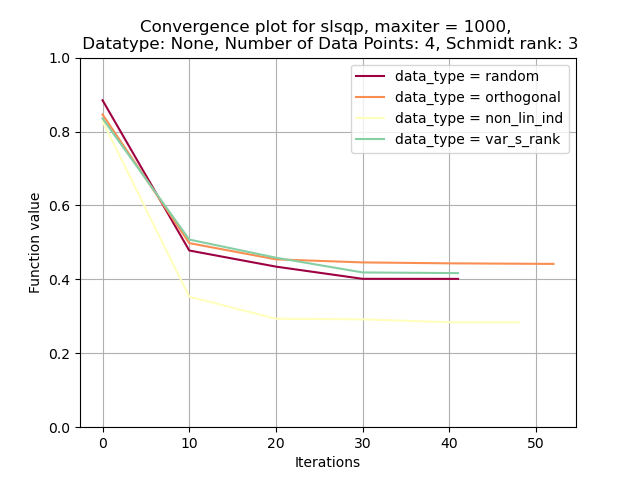 Convergence plot for slsqp, maxiter = 1000,
Datatype: None, Number of Data Points: 4, Schmidt rank: 3
data_type = random
data_type = orthogonal
data_type = non_lin_ind
data_type = var_s_rank
Function value
1.0
0.8
0.6
0.4
0.2
0.0
0 10 20 30 40 50
Iterations